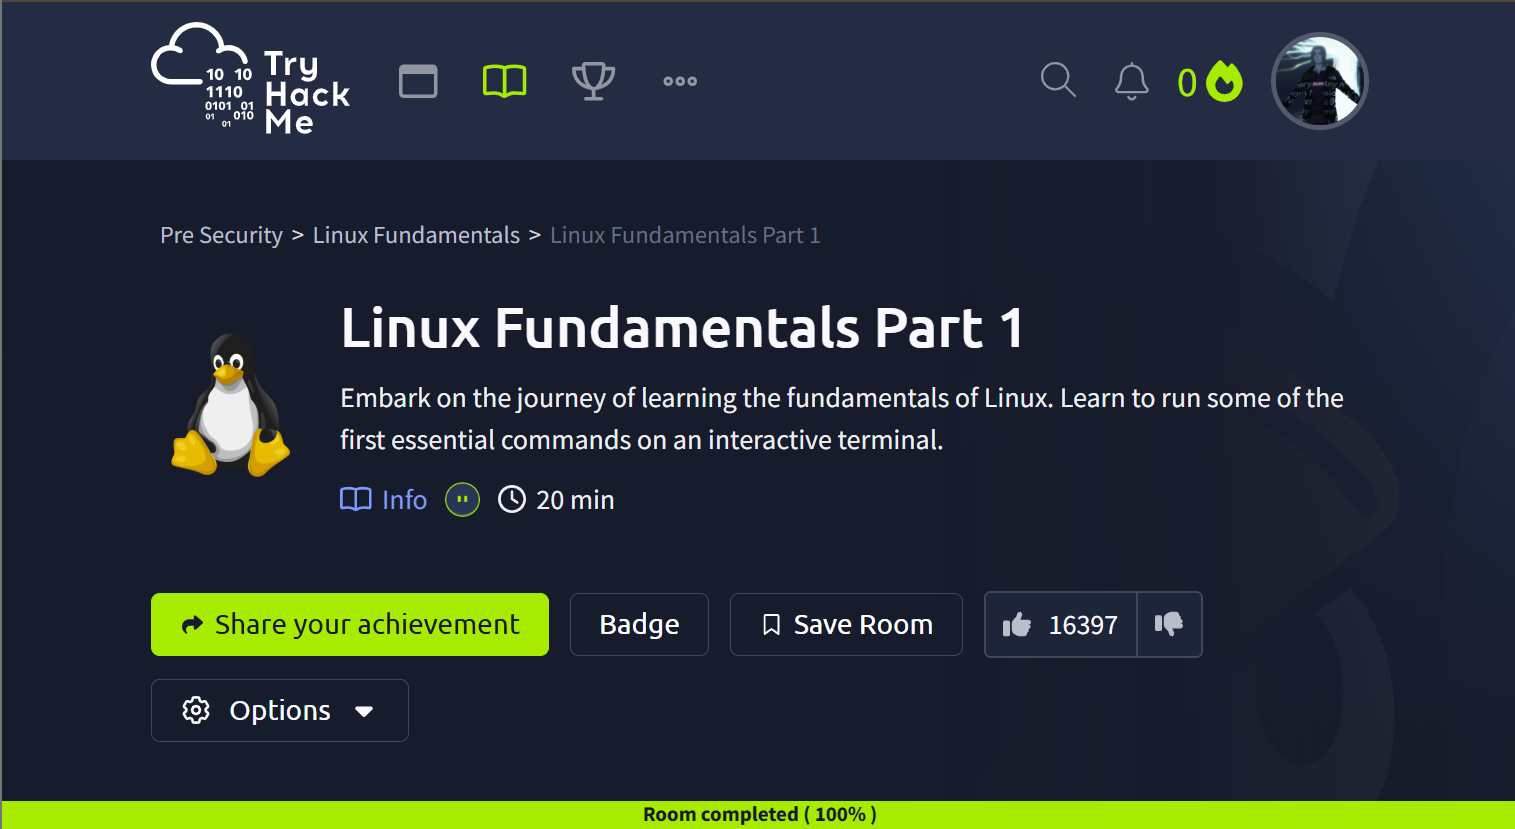 Try
Hack
Me
10 10
1110
0101 01
01 010
01
0
Pre Security > Linux Fundamentals > Linux Fundamentals Part 1
Linux Fundamentals Part 1
Embark on the journey of learning the fundamentals of Linux. Learn to run some of the
first essential commands on an interactive terminal.
Info 20 min
Share your achievement Badge Save Room 16397
Options
Room completed ( 100% )